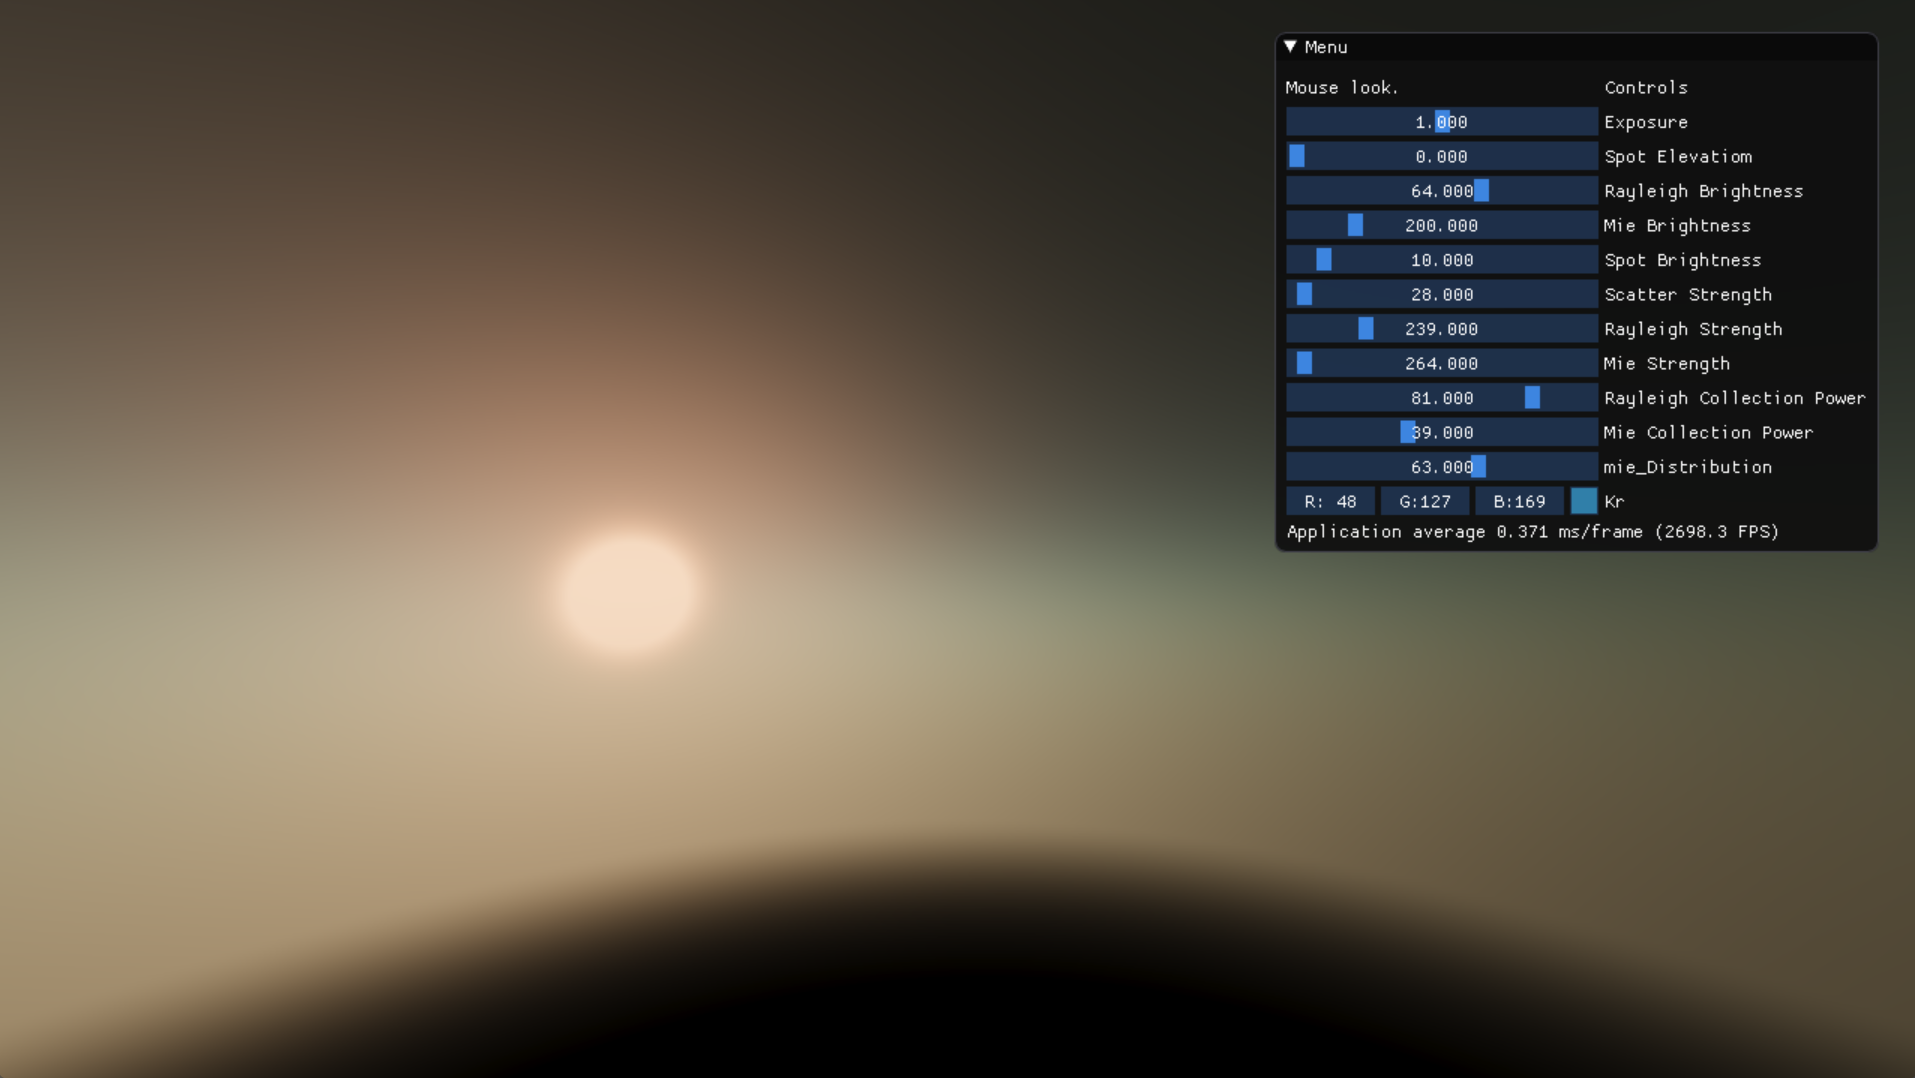 Menu
Mouse look. Controls
1.000 Exposure
0.000 Spot Elevatiom
64.000 Rayleigh Brightness
200.000 Mie Brightness
10.000 Spot Brightness
28.000 Scatter Strength
239.000 Rayleigh Strength
264.000 Mie Strength
81.000 Rayleigh Collection Power
39.000 Mie Collection Power
63.000 mie_Distribution
R: 48 G:127 B:169 Kr
Application average 0.371 ms/frame (2698.3 FPS)